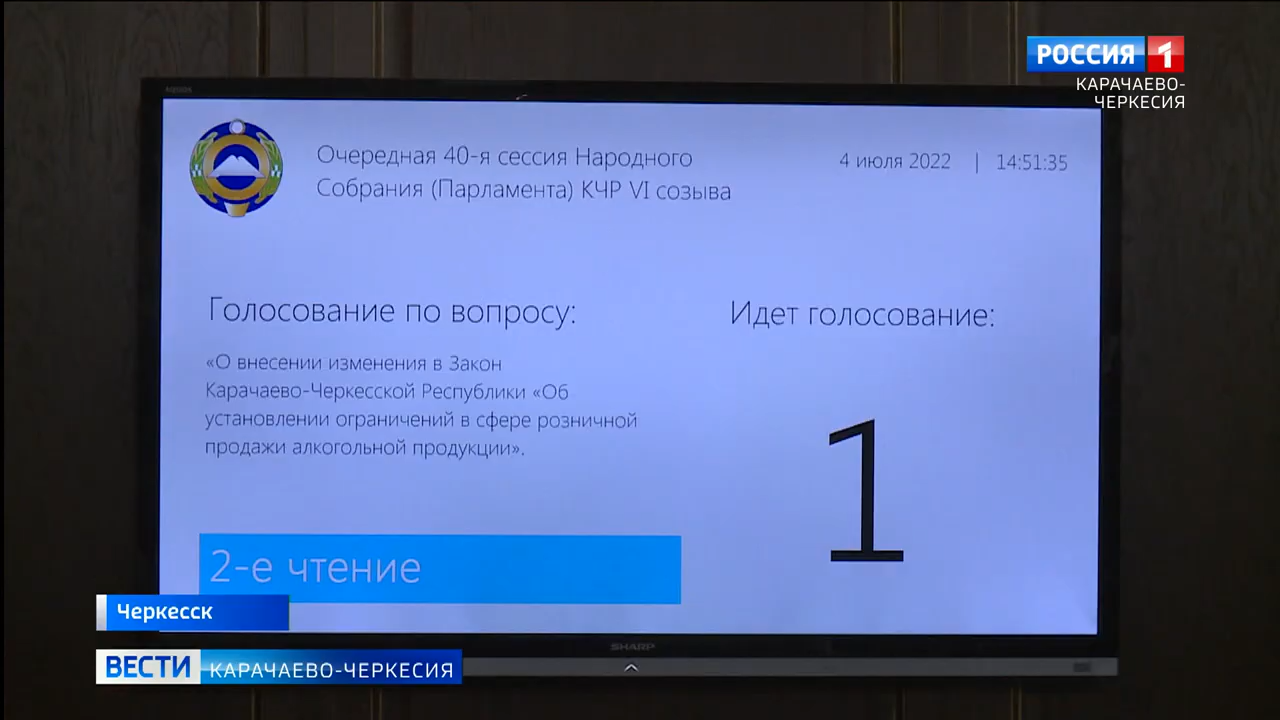 РОССИЯ 1
КАРАЧАЕВО-
ЧЕРКЕСИЯ
Очередная 40-я сессия Народного
Собрания (Парламента) КЧР VI созыва
4 июля 2022 | 14:51:35
Голосование по вопросу:
«О внесении изменения в Закон
Карачаево-Черкесской Республики «Об
установлении ограничений в сфере розничной
продажи алкогольной продукции».
Идет голосование:
1
2-е чтение
Черкесск
SHARP
ВЕСТИ КАРАЧАЕВО-ЧЕРКЕСИЯ